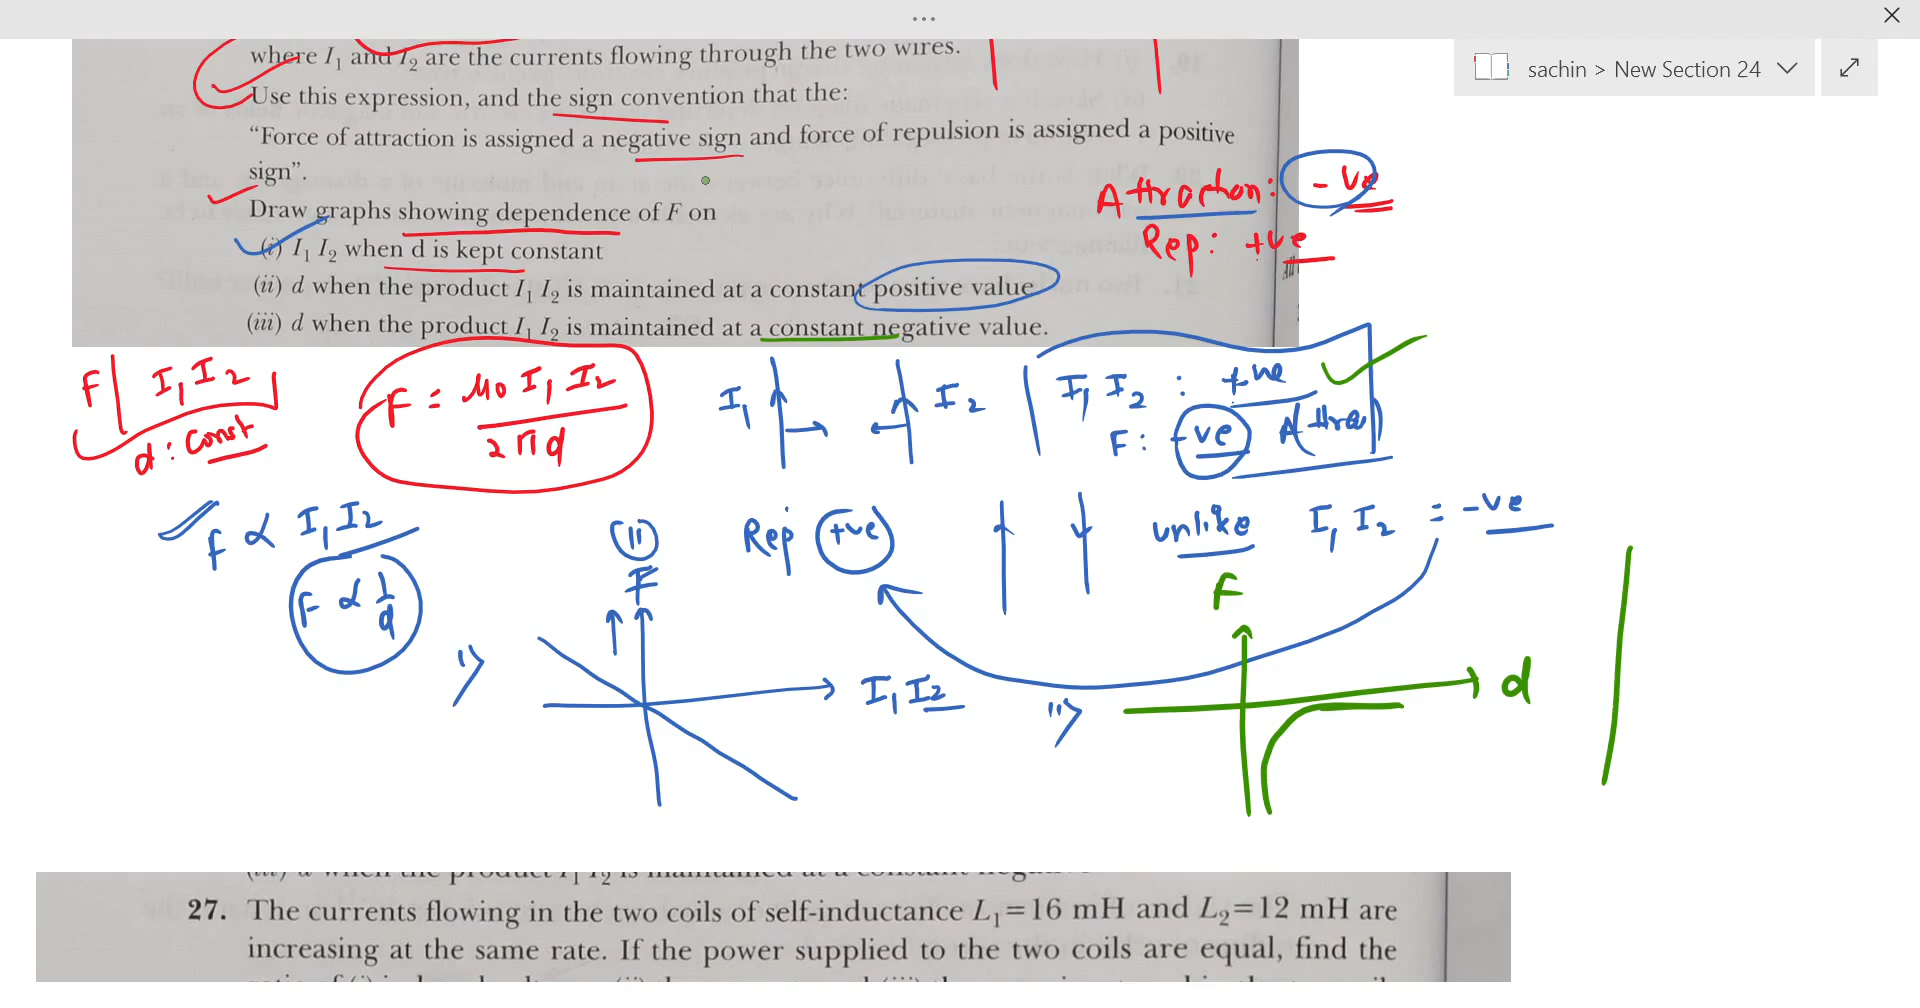 where I₁ and I₂ are the currents flowing through the two wires.
sachin > New Section 24
Use this expression, and the sign convention that the:
“Force of attraction is assigned a negative sign and force of repulsion is assigned a positive
sign”.
Attraction: -ve
Rep: +ve
Draw graphs showing dependence of F on
(i) I₁ I₂ when d is kept constant
(ii) d when the product I₁ I₂ is maintained at a constant positive value
(iii) d when the product I₁ I₂ is maintained at a constant negative value.
F | I₁ I₂
d : Const
F = μ₀ I₁ I₂
2πd
I₁
I₂
I₁ I₂ : +ve
F : -ve Attra
F ∝ I₁ I₂
F ∝ 1/d
(11)
Rep +ve
unlike I₁ I₂ = -ve
F
I₁ I₂
F
d
27. The currents flowing in the two coils of self-inductance L₁=16 mH and L₂=12 mH are
increasing at the same rate. If the power supplied to the two coils are equal, find the